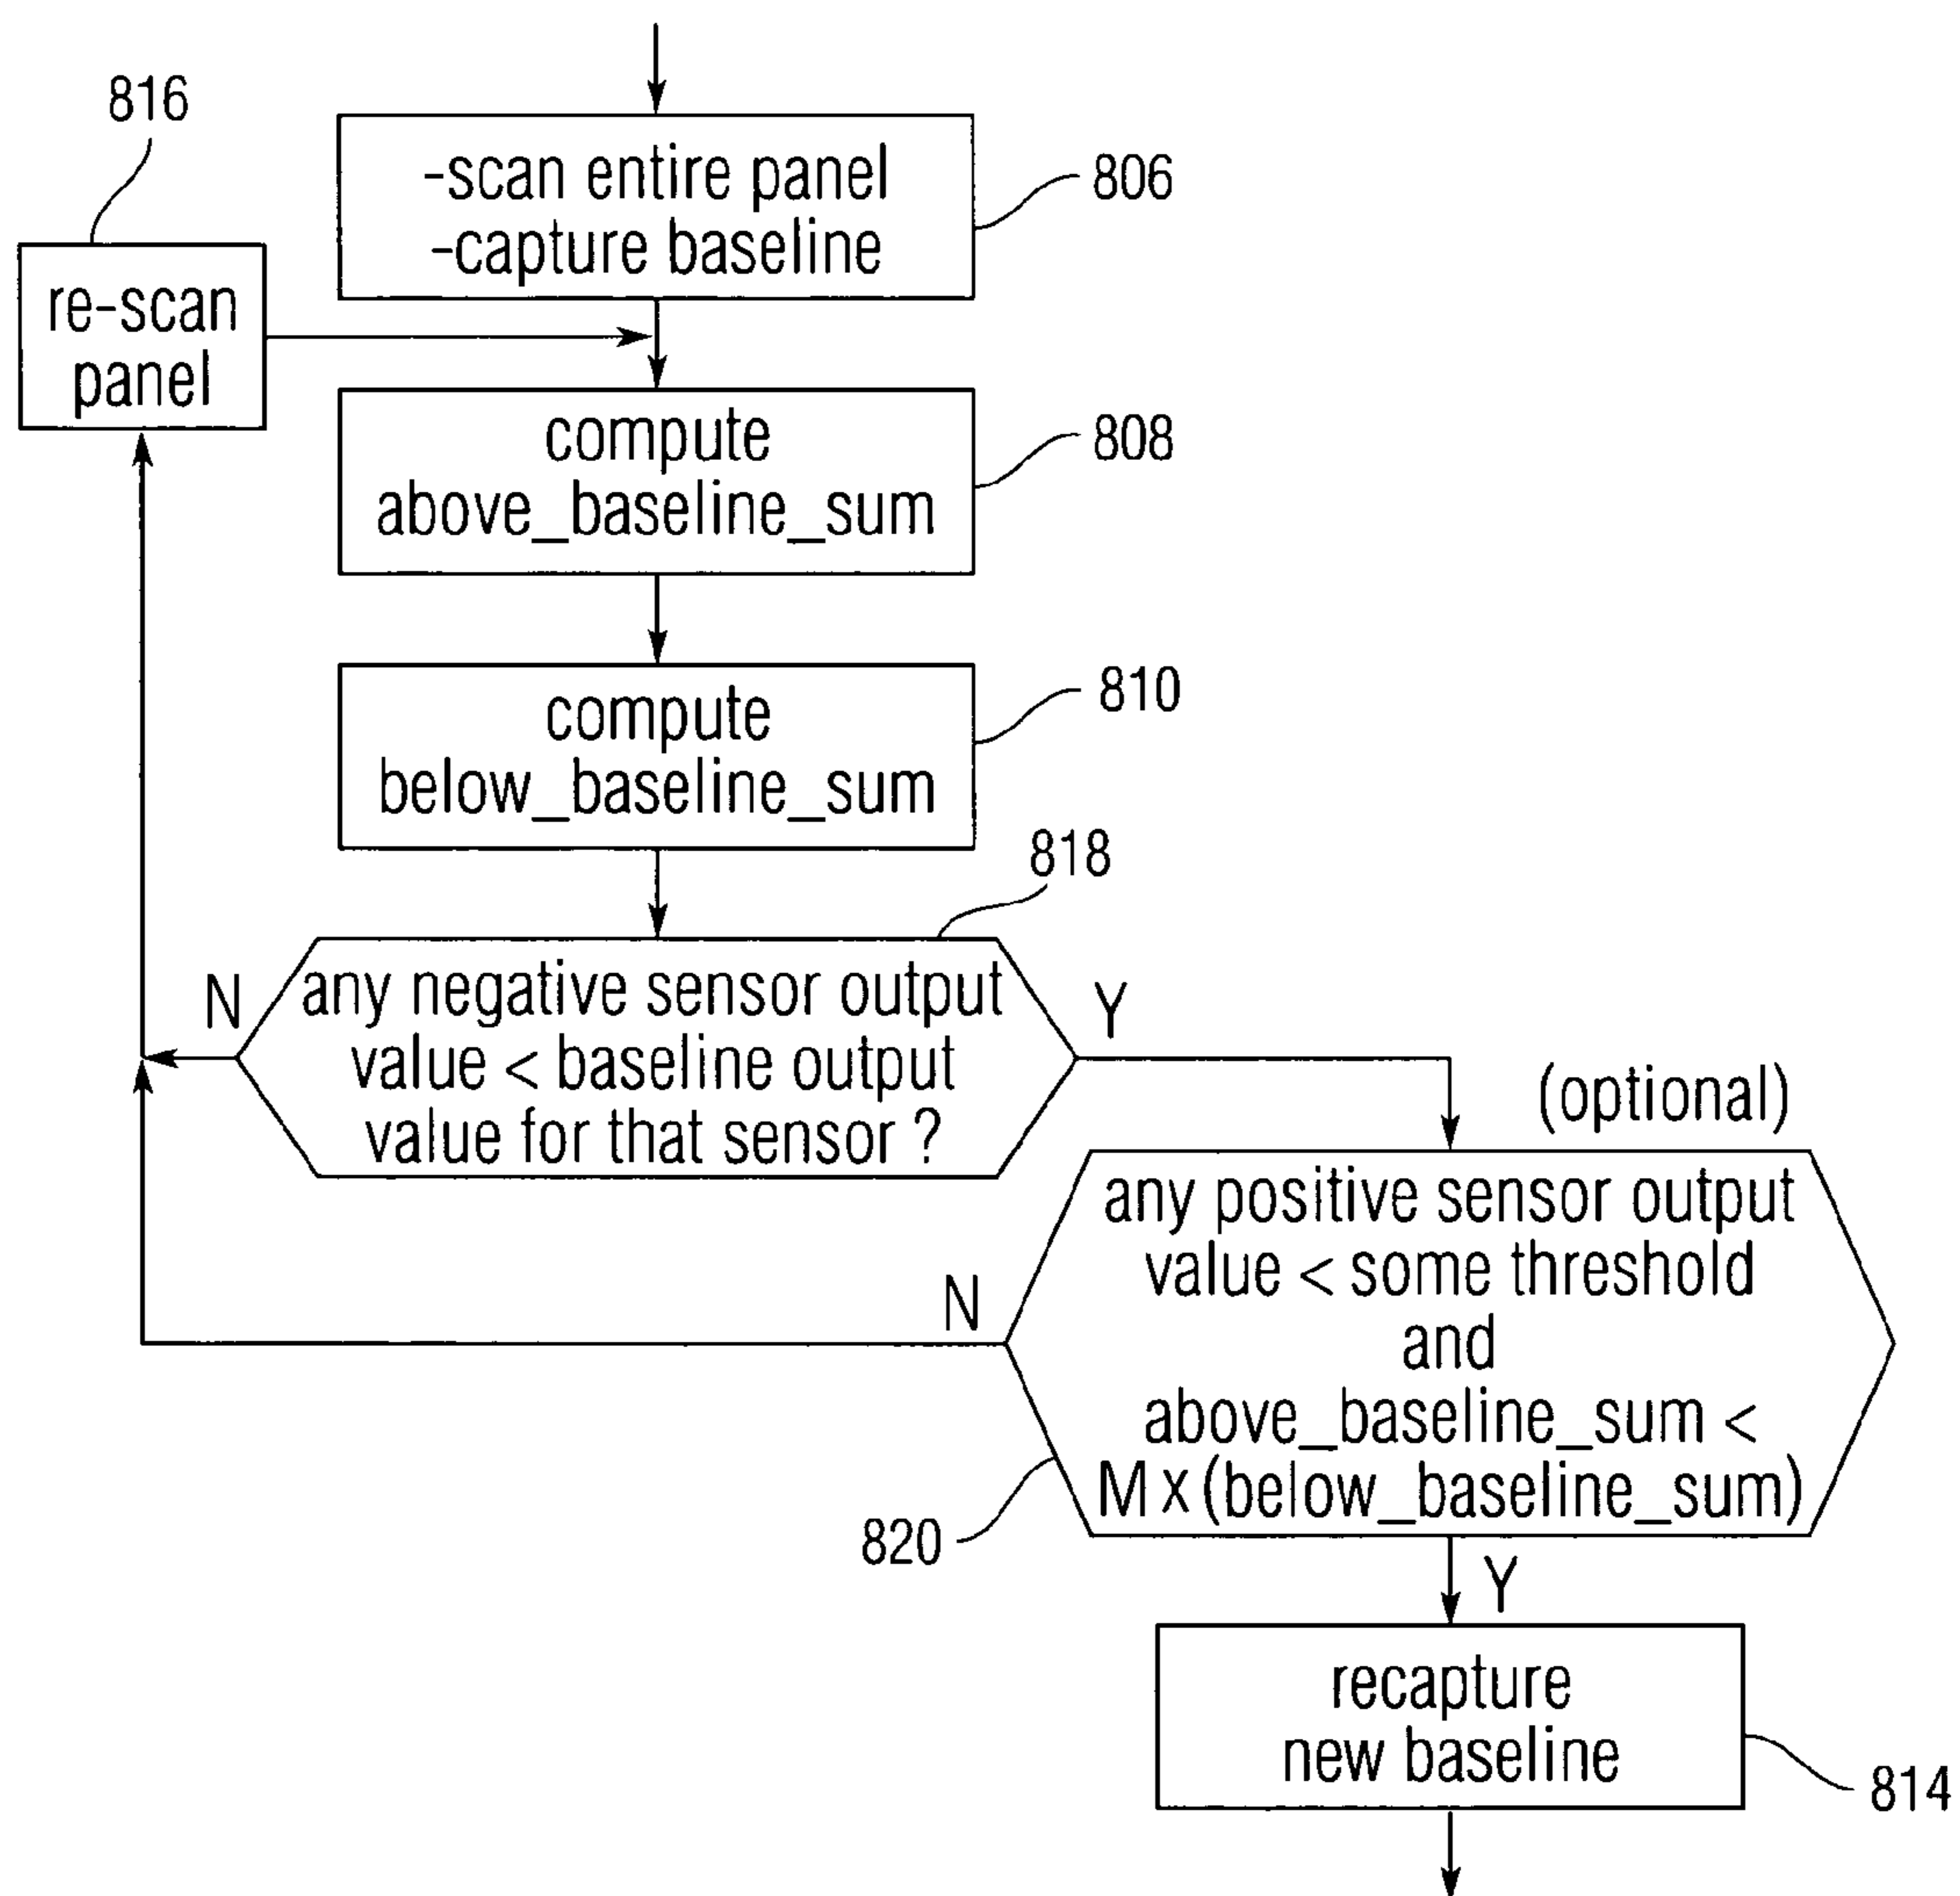 816
-scan entire panel
-capture baseline
806
re-scan
panel
compute
above_baseline_sum
808
compute
below_baseline_sum
810
818
any negative sensor output
value < baseline output
value for that sensor ?
N
Y
(optional)
any positive sensor output
value < some threshold
and
above_baseline_sum <
M x (below_baseline_sum)
N
820
Y
recapture
new baseline
814